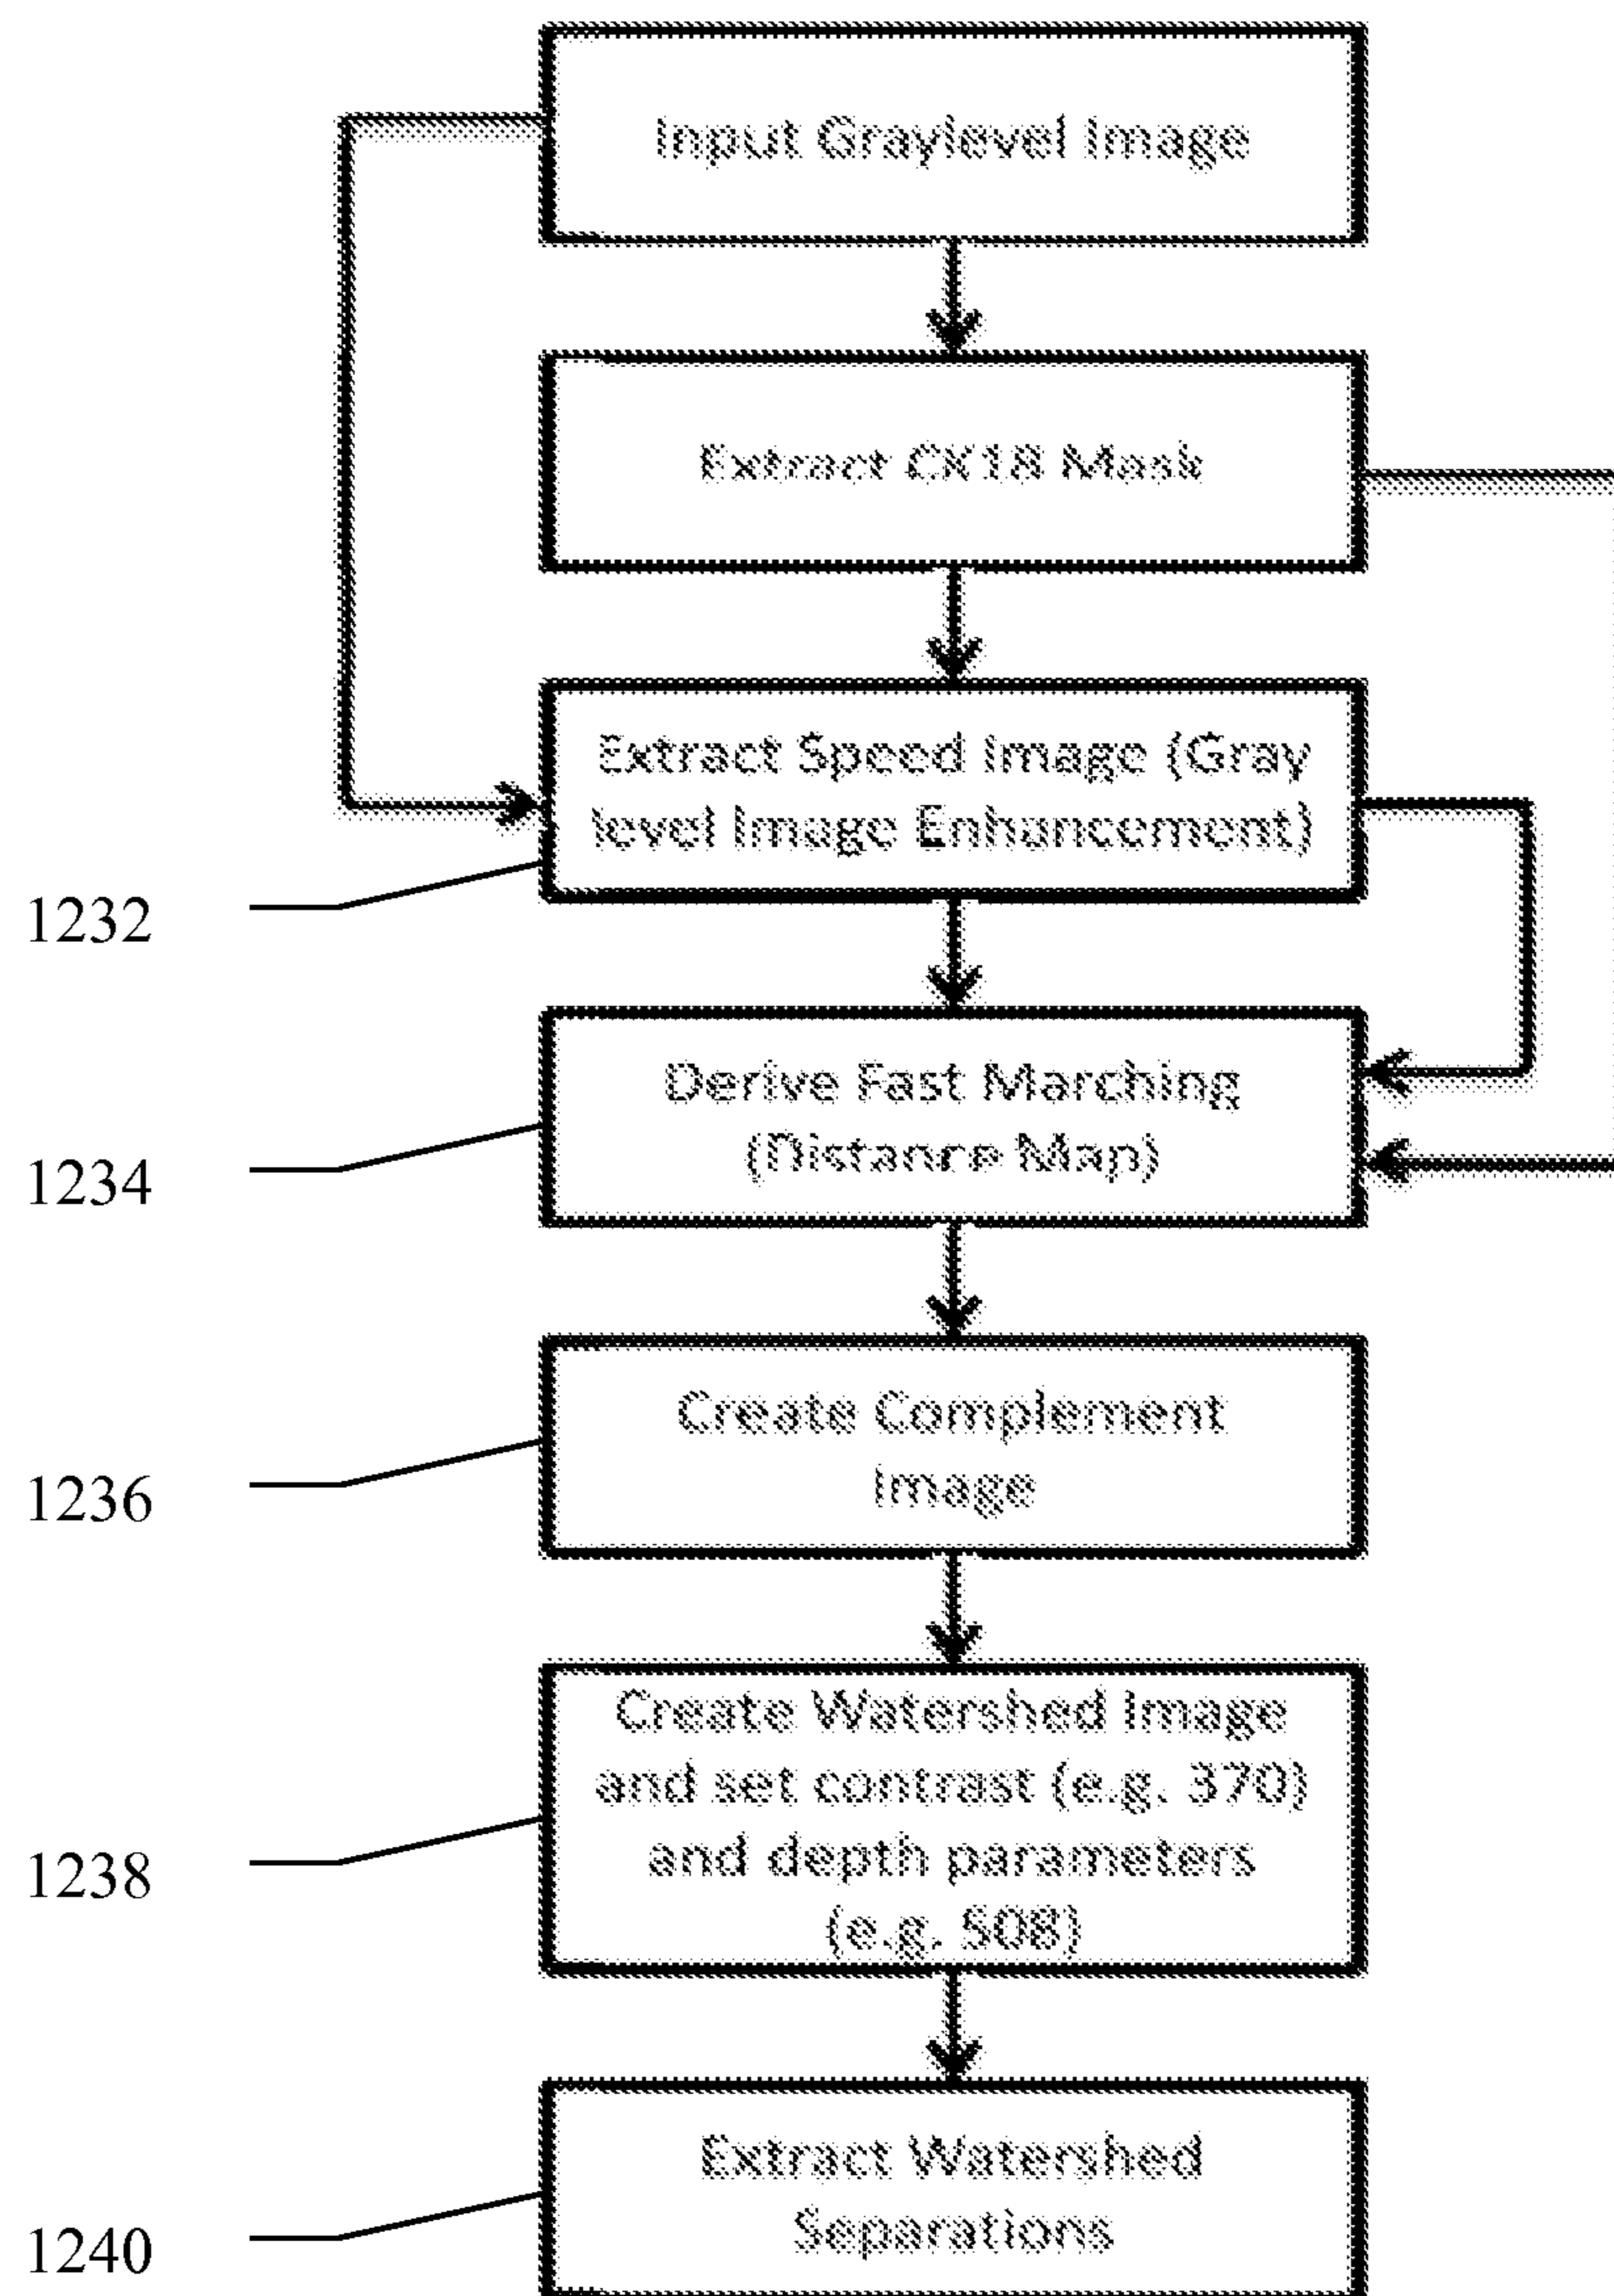 Input Graylevel Image
Extract CK18 Mask
Extract Speed Image (Gray
level Image Enhancement)
1232
Derive Fast Marching
(Distance Map)
1234
Create Complement
Image
1236
Create Watershed Image
and set contrast (e.g. 370)
and depth parameters
(e.g. 508)
1238
Extract Watershed
Separations
1240